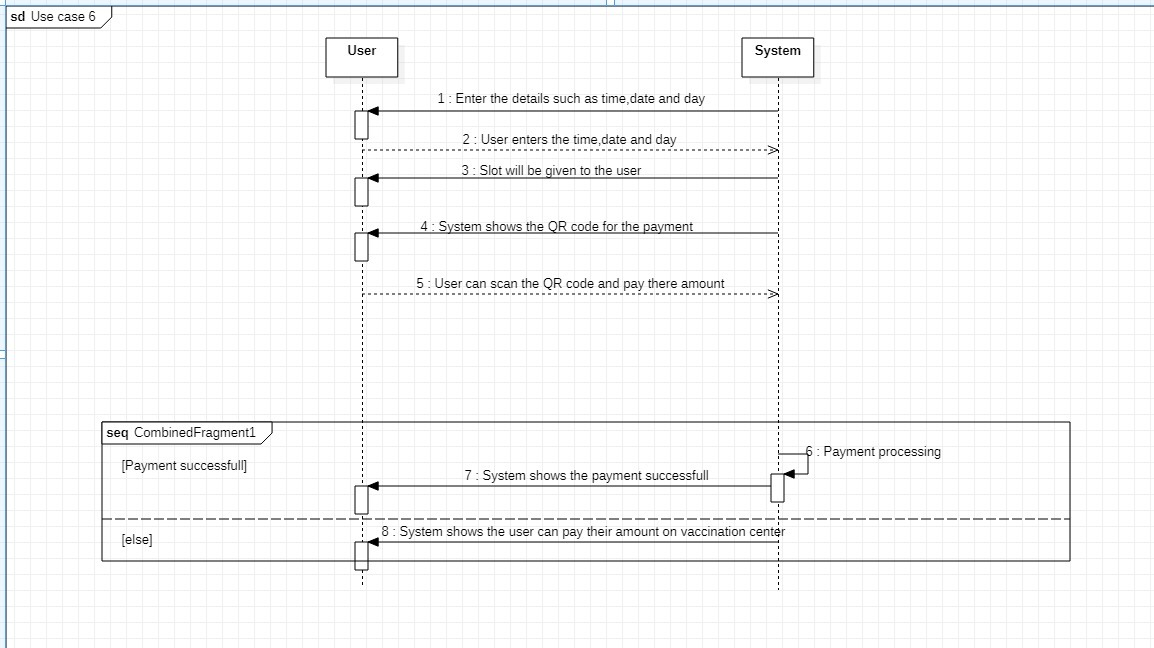 sd Use case 6
User
System
1 : Enter the details such as time,date and day
2 : User enters the time,date and day
3 : Slot will be given to the user
4 : System shows the QR code for the payment
5 : User can scan the QR code and pay there amount
seq CombinedFragment1
6 : Payment processing
[Payment successfull]
7 : System shows the payment successfull
8 : System shows the user can pay their amount on vaccination center
[else]